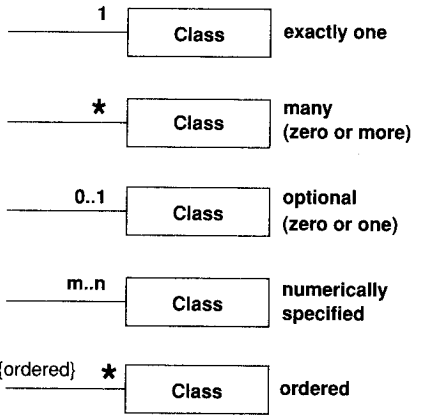 1
Class
exactly one
*
Class
many
(zero or more)
0..1
Class
optional
(zero or one)
m..n
Class
numerically
specified
{ordered}
*
Class
ordered